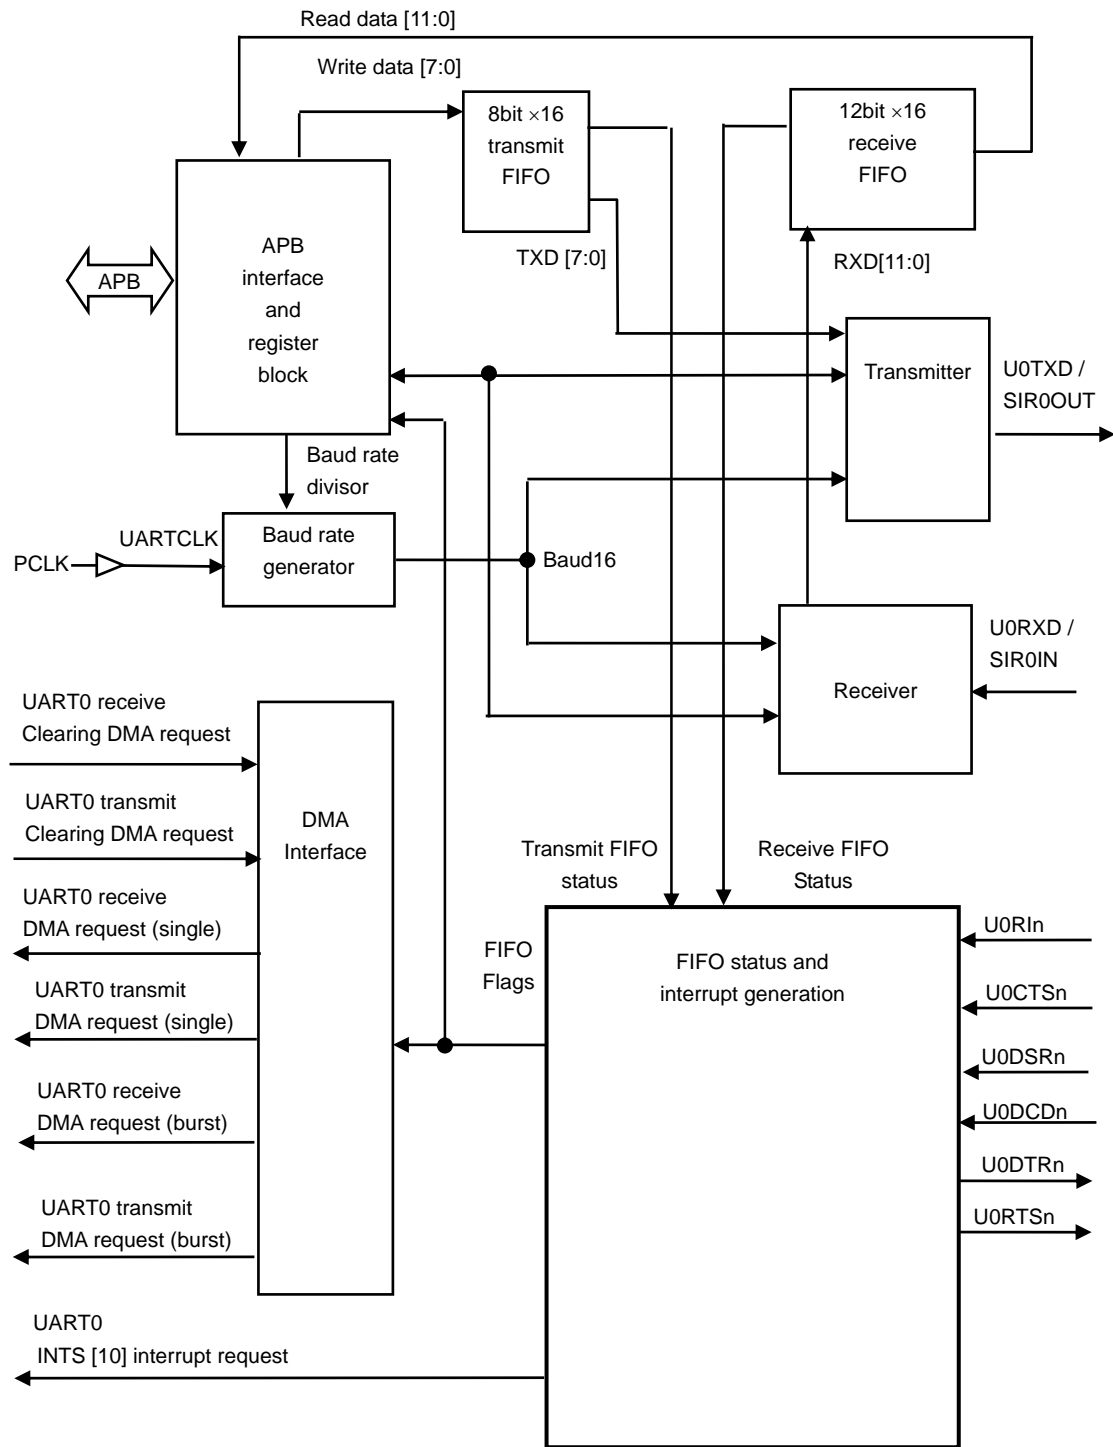 Read data [11:0]
Write data [7:0]
8bit ×16
transmit
FIFO
12bit ×16
receive
FIFO
TXD [7:0]
RXD[11:0]
APB
APB
interface
and
register
block
Transmitter
U0TXD /
SIR0OUT
Baud rate
divisor
UARTCLK
PCLK
Baud rate
generator
Baud16
U0RXD /
SIR0IN
Receiver
UART0 receive
Clearing DMA request
UART0 transmit
Clearing DMA request
UART0 receive
DMA request (single)
UART0 transmit
DMA request (single)
UART0 receive
DMA request (burst)
UART0 transmit
DMA request (burst)
DMA
Interface
Transmit FIFO
status
Receive FIFO
Status
FIFO
Flags
FIFO status and
interrupt generation
U0RIn
U0CTSn
U0DSRn
U0DCDn
U0DTRn
U0RTSn
UART0
INTS [10] interrupt request